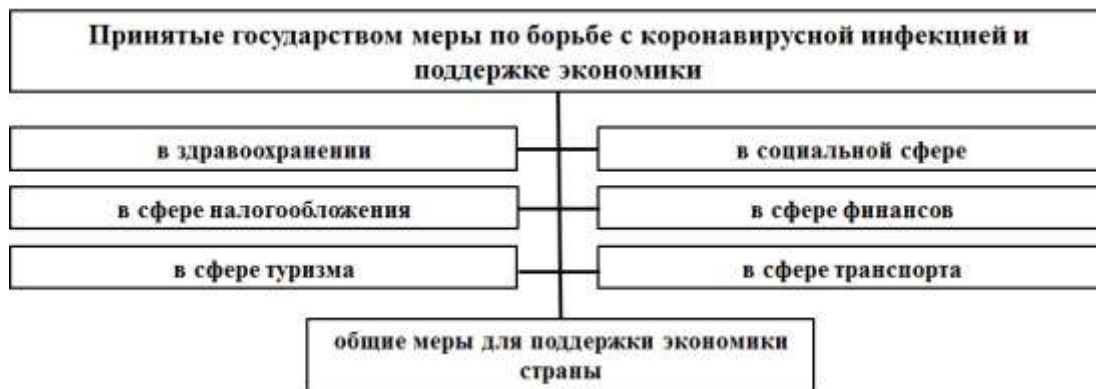 Принятые государством меры по борьбе с коронавирусной инфекцией и
поддержке экономики
в здравоохранении
в социальной сфере
в сфере налогообложения
в сфере финансов
в сфере туризма
в сфере транспорта
общие меры для поддержки экономики
страны